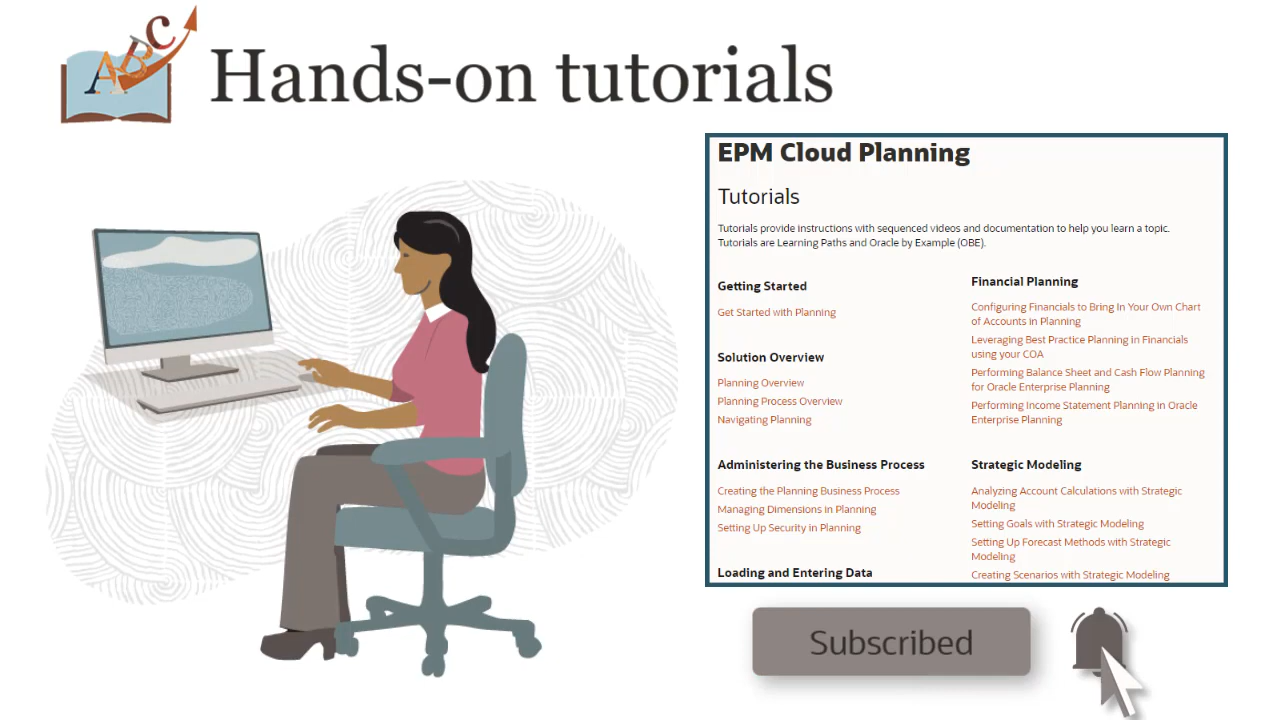 ABC
Hands-on tutorials
EPM Cloud Planning
Tutorials
Tutorials provide instructions with sequenced videos and documentation to help you learn a topic.
Tutorials are Learning Paths and Oracle by Example (OBE).
Getting Started
Get Started with Planning
Solution Overview
Planning Overview
Planning Process Overview
Navigating Planning
Administering the Business Process
Creating the Planning Business Process
Managing Dimensions in Planning
Setting Up Security in Planning
Loading and Entering Data
Financial Planning
Configuring Financials to Bring In Your Own Chart
of Accounts in Planning
Leveraging Best Practice Planning in Financials
using your COA
Performing Balance Sheet and Cash Flow Planning
for Oracle Enterprise Planning
Performing Income Statement Planning in Oracle
Enterprise Planning
Strategic Modeling
Analyzing Account Calculations with Strategic
Modeling
Setting Goals with Strategic Modeling
Setting Up Forecast Methods with Strategic
Modeling
Creating Scenarios with Strategic Modeling
Subscribed